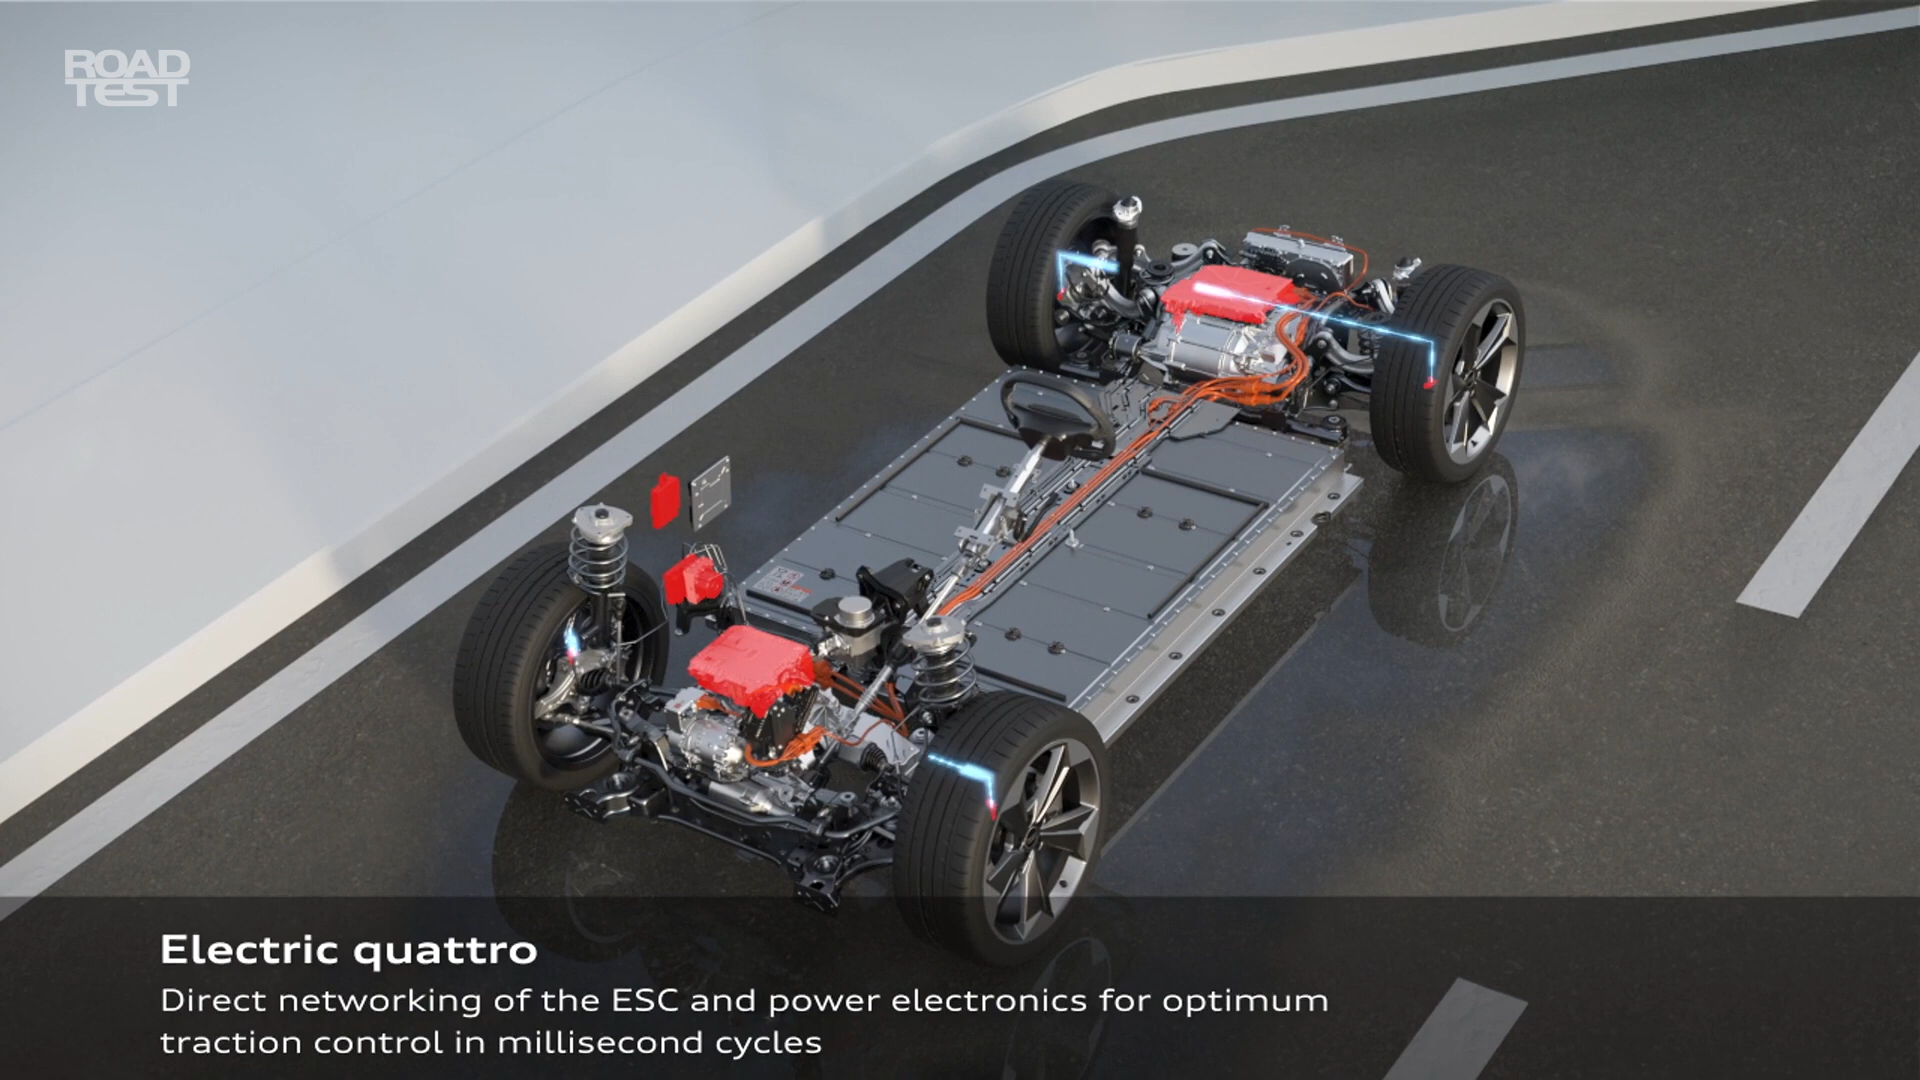 ROAD
TEST
Electric quattro
Direct networking of the ESC and power electronics for optimum
traction control in millisecond cycles